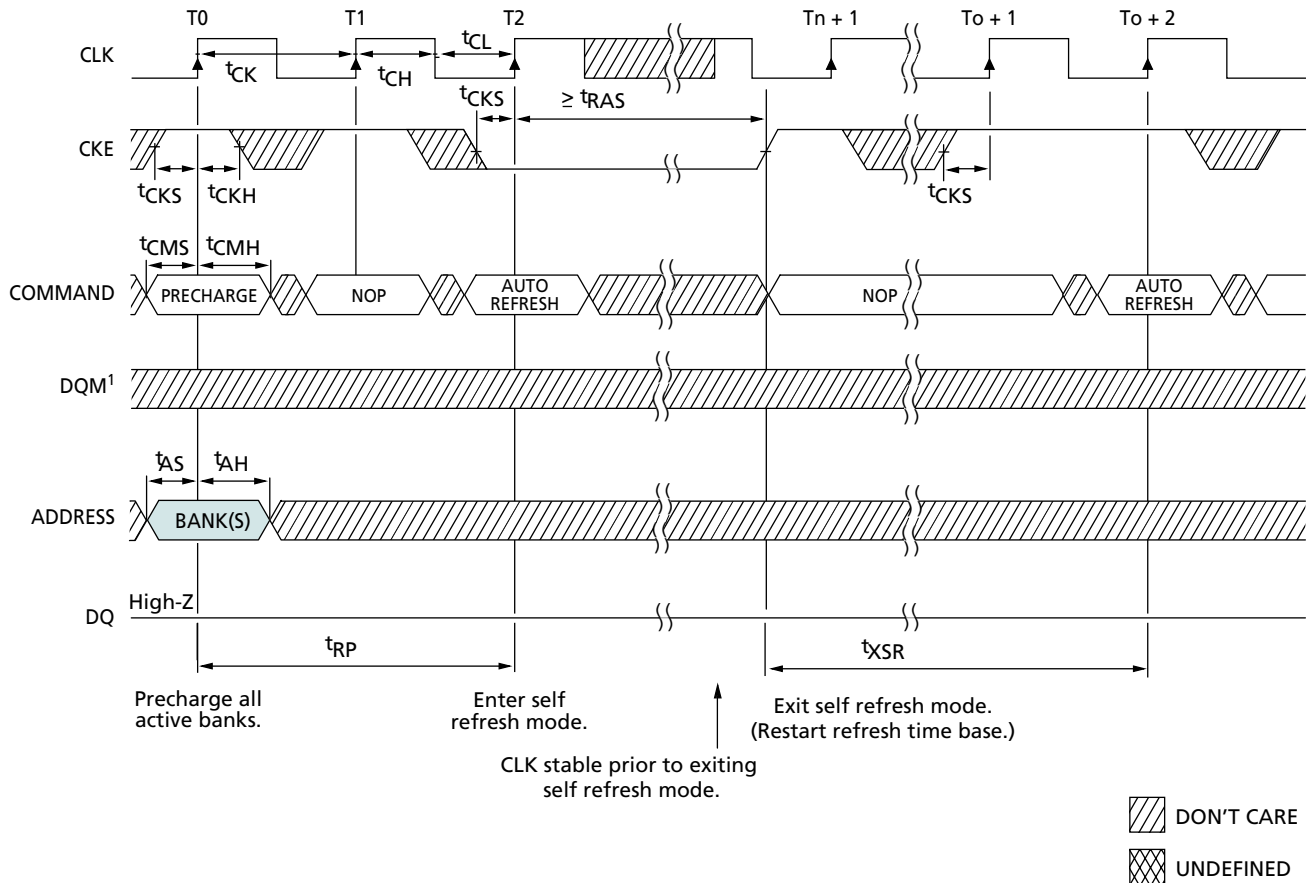 T0 T1 T2 Tn + 1 To + 1 To + 2
CLK
tCK tCH tCL
tCKS ≥ tRAS
CKE
tCKS tCKH tCKS
tCMS tCMH
COMMAND PRECHARGE NOP AUTO REFRESH NOP AUTO REFRESH
DQM1
tAS tAH
ADDRESS BANK(S)
High-Z
DQ
tRP tXSR
Precharge all
active banks.
Enter self
refresh mode.
Exit self refresh mode.
(Restart refresh time base.)
CLK stable prior to exiting
self refresh mode.
DON'T CARE
UNDEFINED